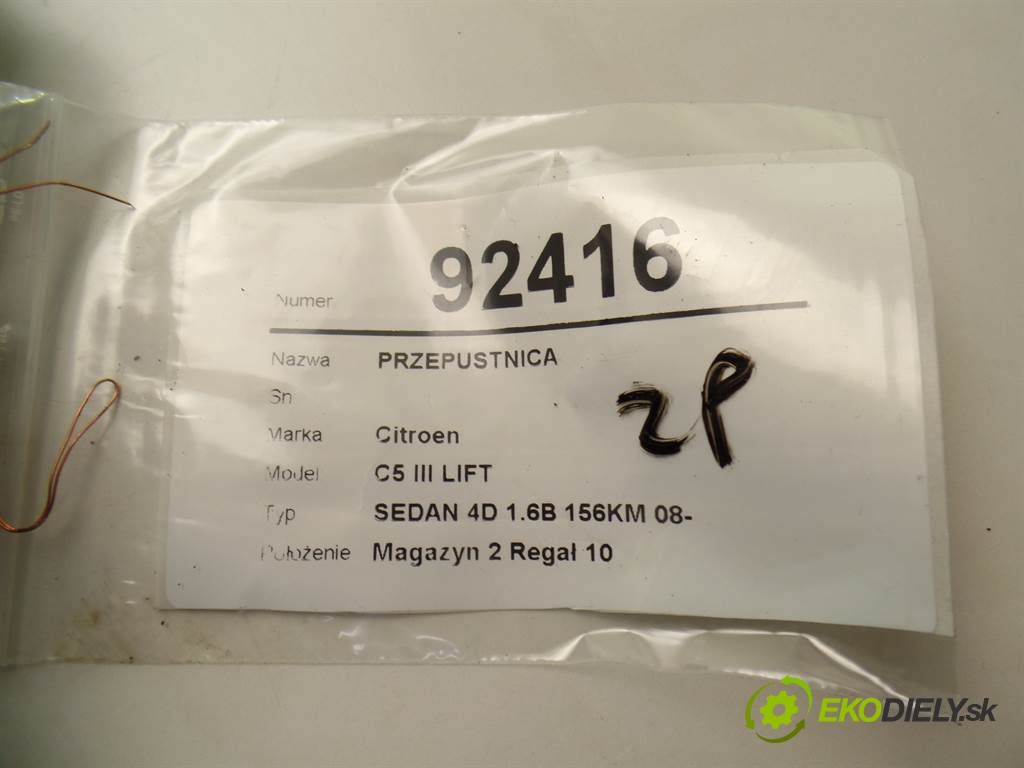 Numer 92416
Nazwa PRZEPUSTNICA
Sn
Marka Citroen
Model C5 III LIFT
Typ SEDAN 4D 1.6B 156KM 08-
Położenie Magazyn 2 Regał 10
ZP
EKODIELY.sk